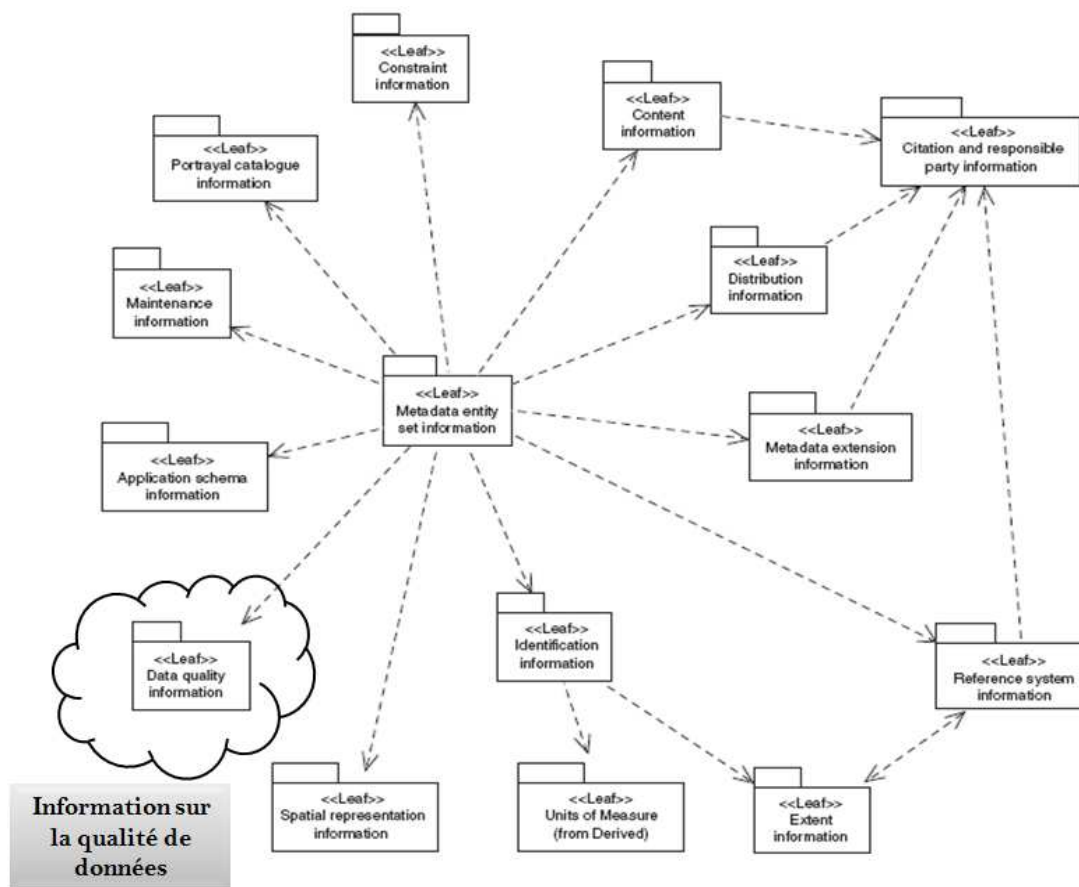 <<Leaf>>
Constraint
information
<<Leaf>>
Content
information
<<Leaf>>
Citation and responsible
party information
<<Leaf>>
Portrayal catalogue
information
<<Leaf>>
Distribution
information
<<Leaf>>
Maintenance
information
<<Leaf>>
Metadada entity
set information
<<Leaf>>
Metadata extension
information
<<Leaf>>
Application schema
information
<<Leaf>>
Identification
information
<<Leaf>>
Data quality
information
<<Leaf>>
Reference system
information
<<Leaf>>
Spatial representation
information
<<Leaf>>
Units of Measure
(from Derived)
<<Leaf>>
Extent
information
Information sur
la qualité de
données